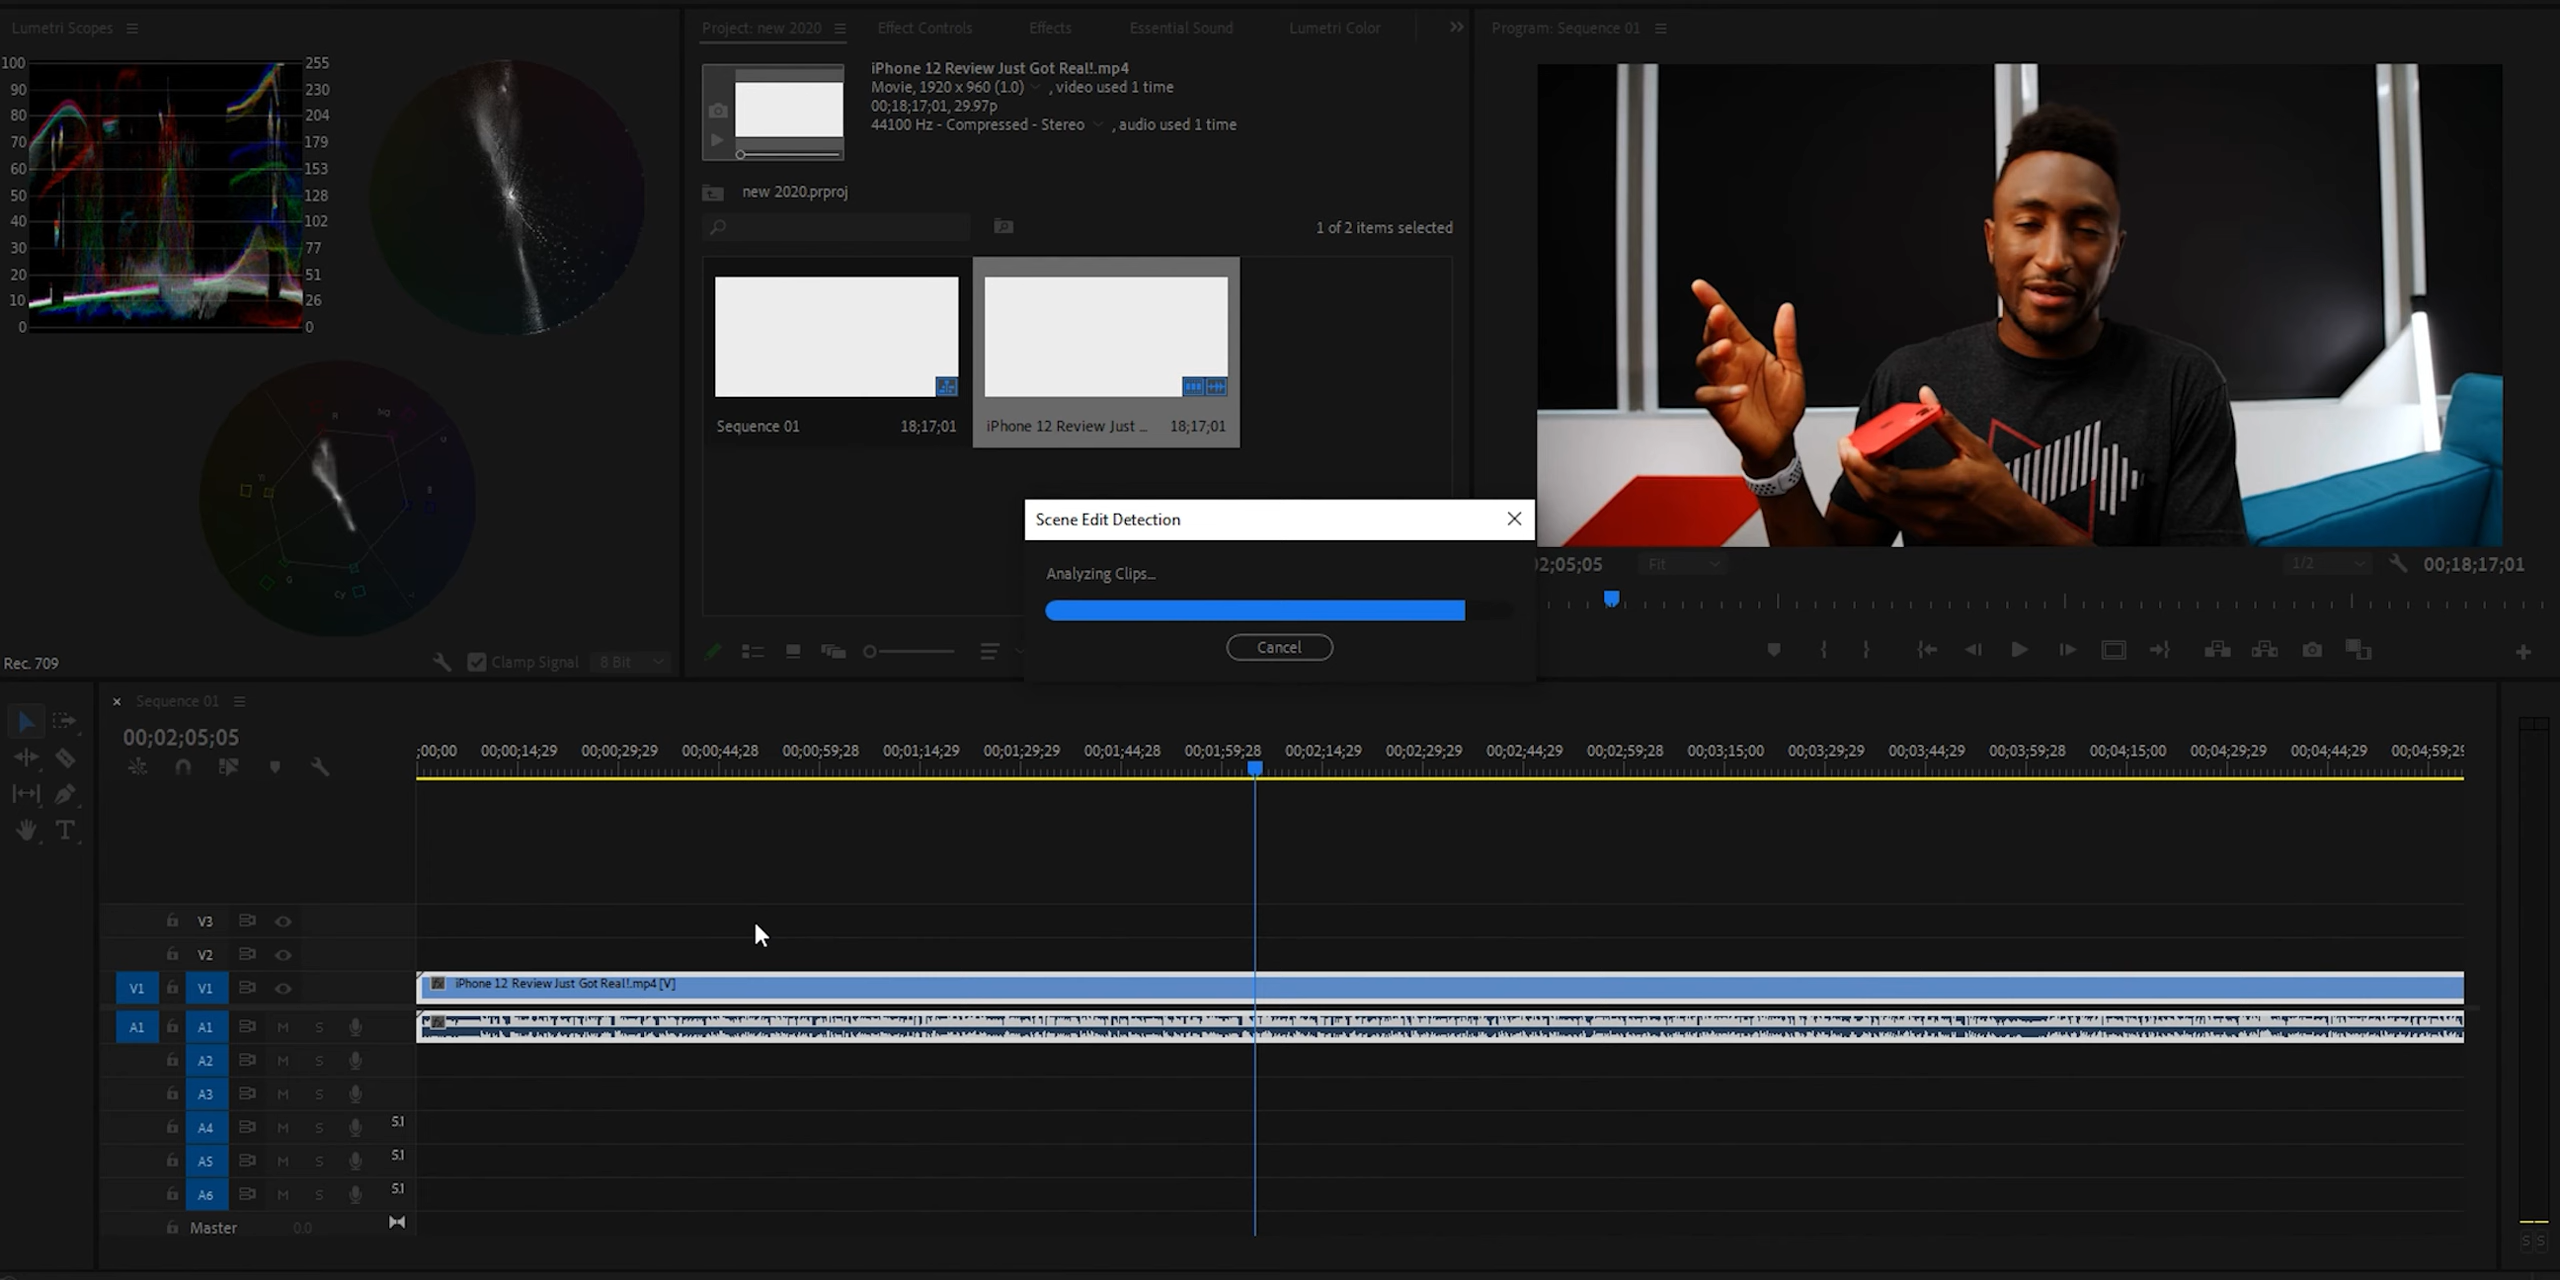 Lumetri Scopes
100
90
80
70
60
50
40
30
20
10
0
255
230
204
179
153
128
102
77
51
26
0
R
Mg
B
Cy
G
Yl
Rec. 709
Clamp Signal
8 Bit
Project: new 2020
Effect Controls
Effects
Essential Sound
Lumetri Color
iPhone 12 Review Just Got Real!.mp4
Movie, 1920 x 960 (1.0) , video used 1 time
00;18;17;01, 29.97p
44100 Hz - Compressed - Stereo , audio used 1 time
new 2020.prproj
1 of 2 items selected
Sequence 01 18;17;01
iPhone 12 Review Just ... 18;17;01
Scene Edit Detection
Analyzing Clips...
Cancel
Program: Sequence 01
2;05;05
Fit
1/2
00;18;17;01
Sequence 01
00;02;05;05
;00;00 00;00;14;29 00;00;29;29 00;00;44;28 00;00;59;28 00;01;14;29 00;01;29;29 00;01;44;28 00;01;59;28 00;02;14;29 00;02;29;29 00;02;44;29 00;02;59;28 00;03;15;00 00;03;29;29 00;03;44;29 00;03;59;28 00;04;15;00 00;04;29;29 00;04;44;29 00;04;59;29
V3
V2
V1 V1
iPhone 12 Review Just Got Real!.mp4 [V]
A1 A1 M S
A2 M S
A3 M S
A4 M S 5.1
A5 M S 5.1
A6 M S 5.1
Master 0.0
S S